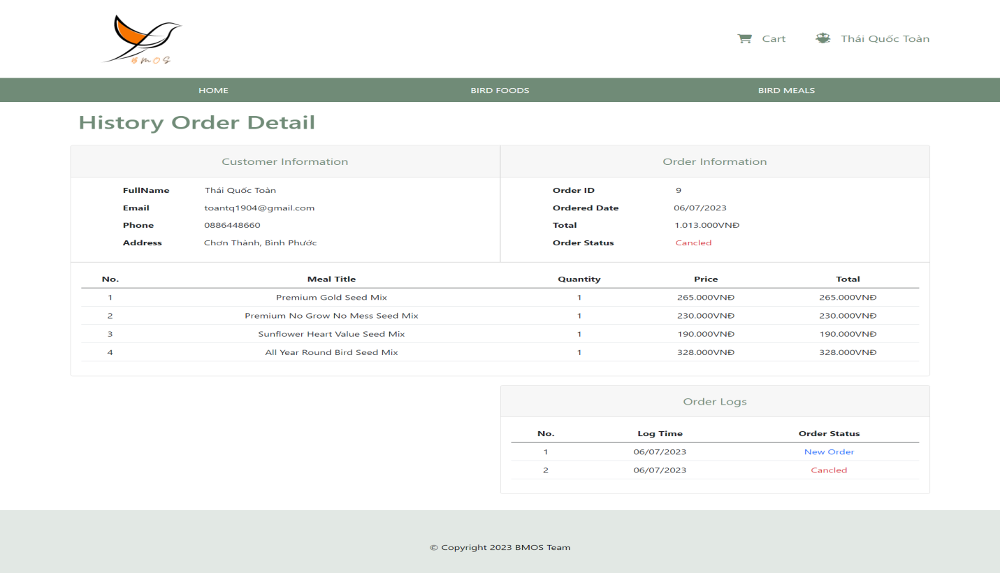 BMOS
Cart Thái Quốc Toàn
HOME BIRD FOODS BIRD MEALS
History Order Detail
Customer Information
FullName Thái Quốc Toàn
Email toantq1904@gmail.com
Phone 0886448660
Address Chơn Thành, Bình Phước
Order Information
Order ID 9
Ordered Date 06/07/2023
Total 1.013.000VNĐ
Order Status Cancled
No. Meal Title Quantity Price Total
1 Premium Gold Seed Mix 1 265.000VNĐ 265.000VNĐ
2 Premium No Grow No Mess Seed Mix 1 230.000VNĐ 230.000VNĐ
3 Sunflower Heart Value Seed Mix 1 190.000VNĐ 190.000VNĐ
4 All Year Round Bird Seed Mix 1 328.000VNĐ 328.000VNĐ
Order Logs
No. Log Time Order Status
1 06/07/2023 New Order
2 06/07/2023 Cancled
© Copyright 2023 BMOS Team